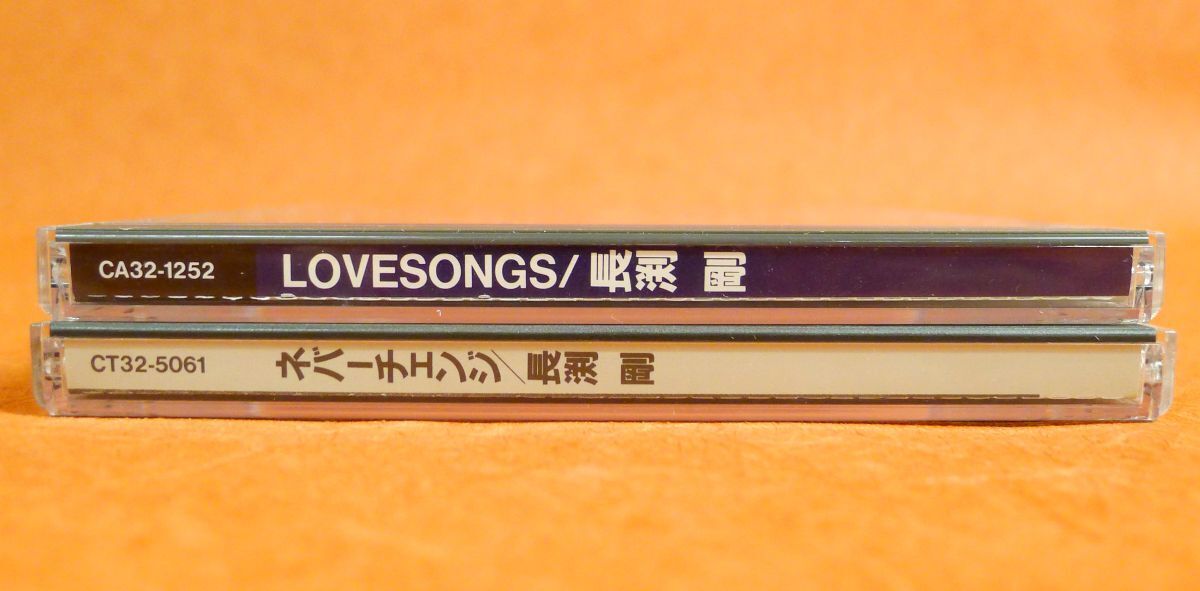 CA32-1252 LOVESONGS/長渕 剛
CT32-5061 ネバーチェンジ/長渕 剛